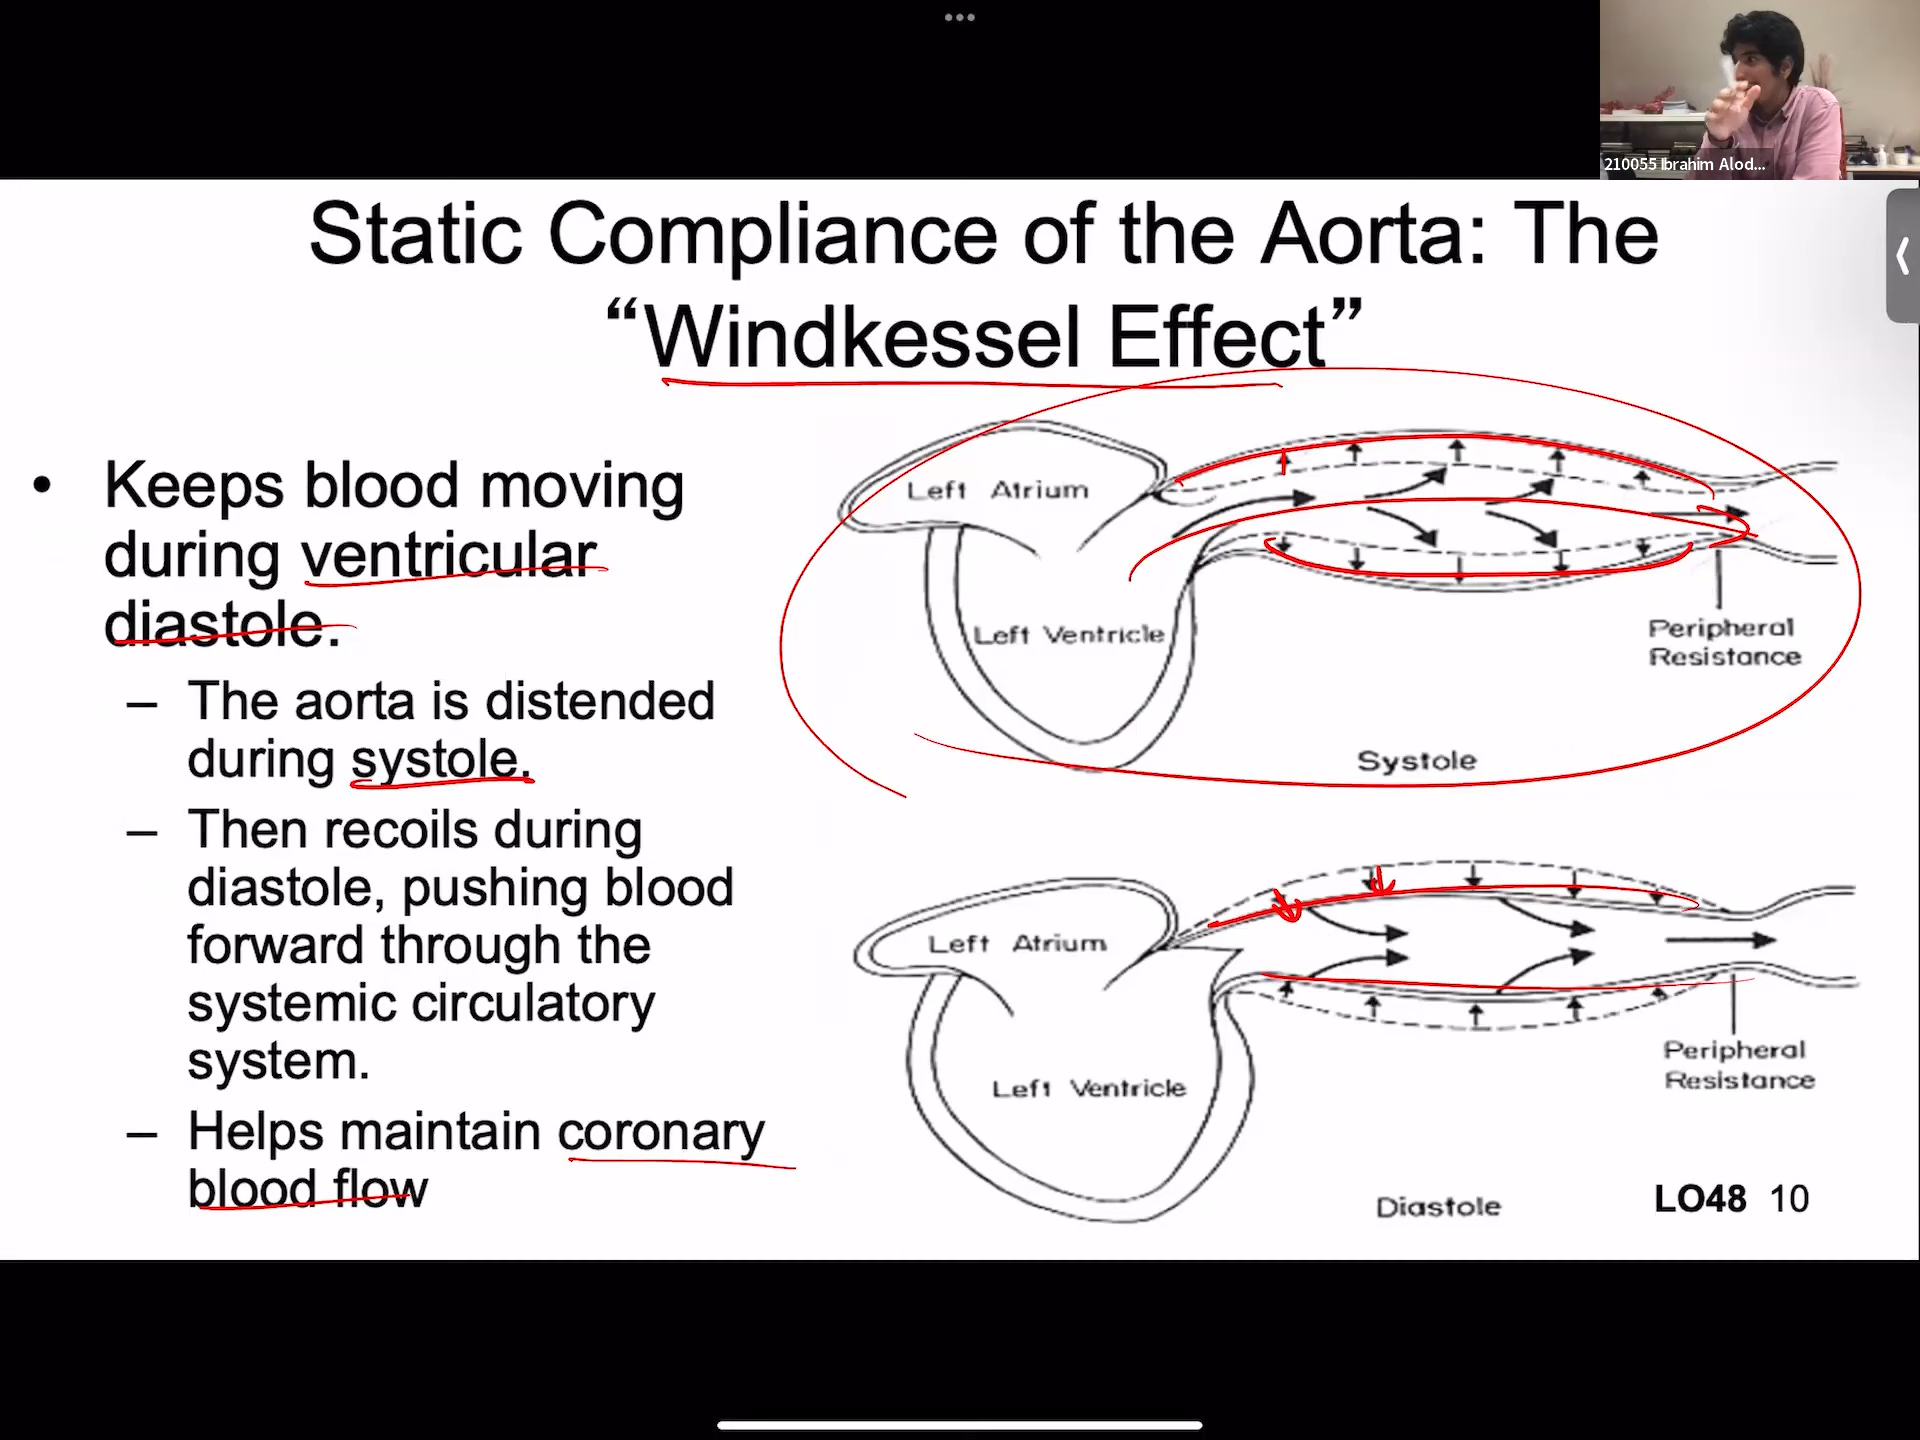 210055 Ibrahim Alod...
Static Compliance of the Aorta: The
“Windkessel Effect”
• Keeps blood moving
during ventricular
diastole.
– The aorta is distended
during systole.
– Then recoils during
diastole, pushing blood
forward through the
systemic circulatory
system.
– Helps maintain coronary
blood flow
Left Atrium
Left Ventricle
Peripheral
Resistance
Systole
Left Atrium
Left Ventricle
Peripheral
Resistance
Diastole
LO48 10